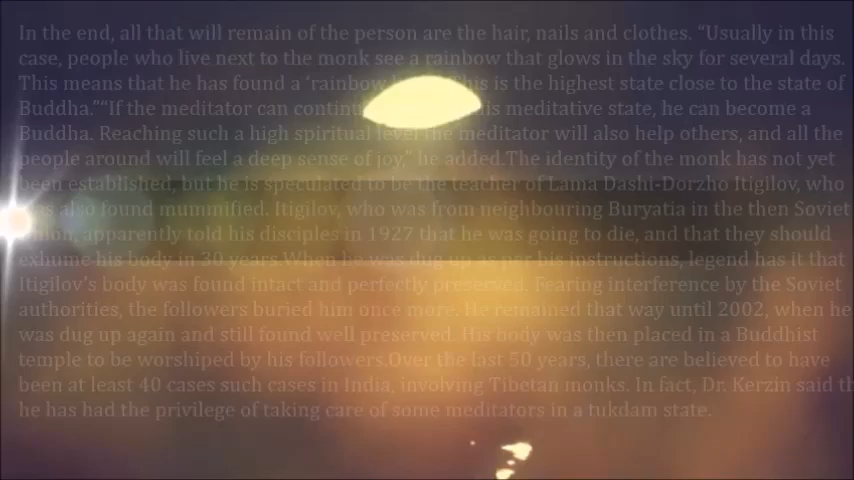 In the end, all that will remain of the person are the hair, nails and clothes. “Usually in this
case, people who live next to the monk see a rainbow that glows in the sky for several days.
This means that he has found a ‘rainbow This is the highest state close to the state of
Buddha.”“If the meditator can contin is meditative state, he can become a
Buddha. Reaching such a high spiritual level the meditator will also help others, and all the
people around will feel a deep sense of joy,” he added.The identity of the monk has not yet
been established, but he is speculated to be the teacher of Lama Dashi-Dorzho Itigilov, who
was also found mummified. Itigilov, who was from neighbouring Buryatia in the then Soviet
Union, apparently told his disciples in 1927 that he was going to die, and that they should
exhume his body in 30 years.When he was dug up as per his instructions, legend has it that
Itigilov’s body was found intact and perfectly preserved. Fearing interference by the Soviet
authorities, the followers buried him once more. He remained that way until 2002, when he
was dug up again and still found well preserved. His body was then placed in a Buddhist
temple to be worshiped by his followers.Over the last 50 years, there are believed to have
been at least 40 cases such cases in India, involving Tibetan monks. In fact, Dr. Kerzin said th
he has had the privilege of taking care of some meditators in a tukdam state.